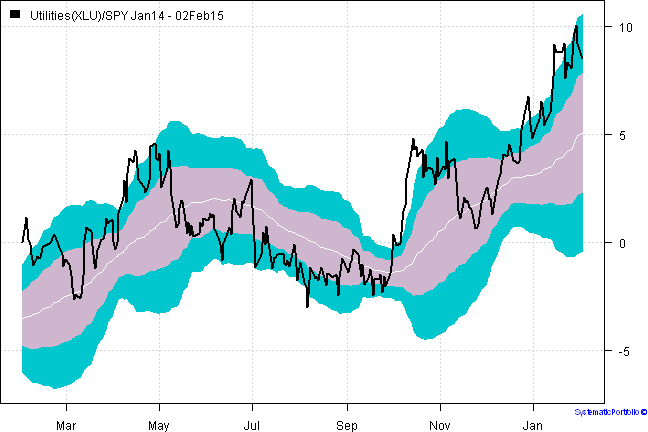 Utilities(XLU)/SPY Jan14 - 02Feb15
10
5
0
-5
Mar May Jul Sep Nov Jan
SystematicPortfolio ©